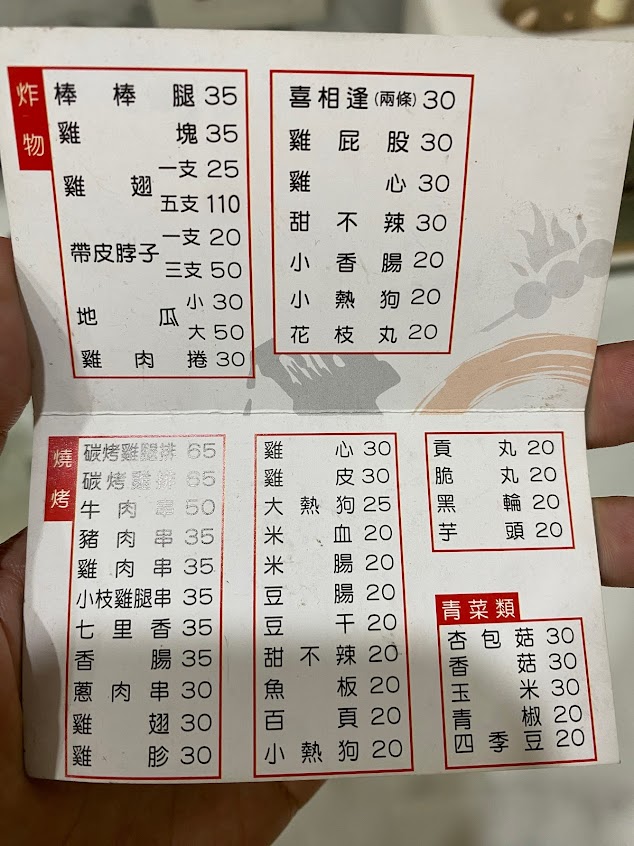 炸物
棒棒腿 35
雞塊 35
雞翅 一支 25
五支 110
帶皮脖子 一支 20
三支 50
地瓜 小 30
大 50
雞肉捲 30
喜相逢(兩條) 30
雞屁股 30
雞心 30
甜不辣 30
小香腸 20
小熱狗 20
花枝丸 20
燒烤
碳烤雞腿排 65
碳烤雞排 65
牛肉串 50
豬肉串 35
雞肉串 35
小枝雞腿串 35
七里香 35
香腸 35
蔥肉串 30
雞翅 30
雞胗 30
雞心 30
雞皮 30
大熱狗 25
米血 20
米腸 20
豆腸 20
豆干 20
甜不辣 20
魚板 20
百頁 20
小熱狗 20
貢丸 20
脆丸 20
黑輪 20
芋頭 20
青菜類
杏包菇 30
香菇 30
玉米 30
青椒 20
四季豆 20